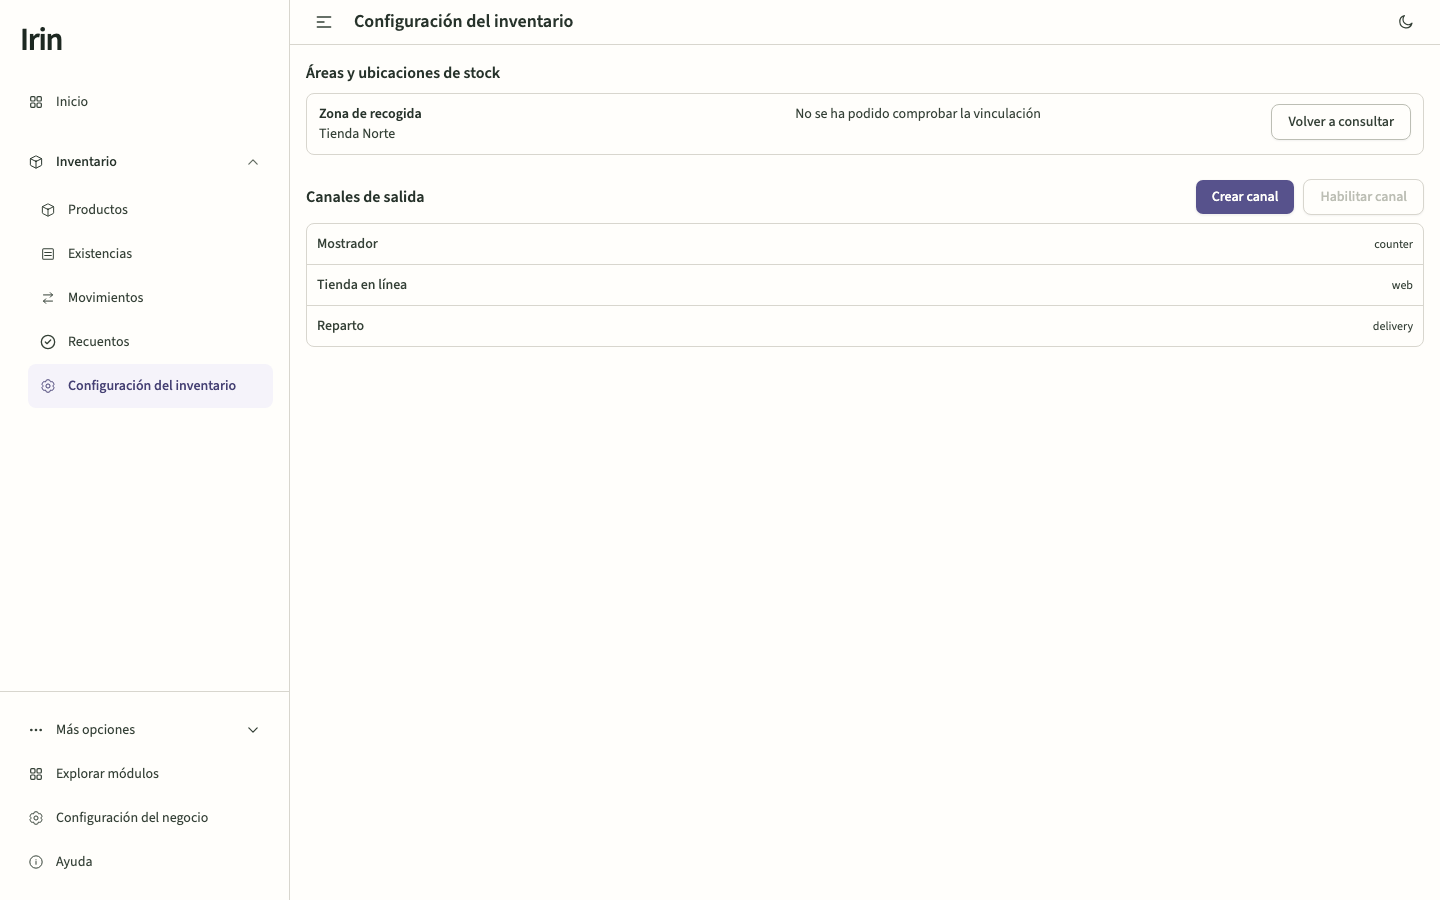 Irin
Inicio
Inventario
Productos
Existencias
Movimientos
Recuentos
Configuración del inventario
Más opciones
Explorar módulos
Configuración del negocio
Ayuda
Configuración del inventario
Áreas y ubicaciones de stock
Zona de recogida
Tienda Norte
No se ha podido comprobar la vinculación
Volver a consultar
Canales de salida
Crear canal
Habilitar canal
Mostrador
counter
Tienda en línea
web
Reparto
delivery